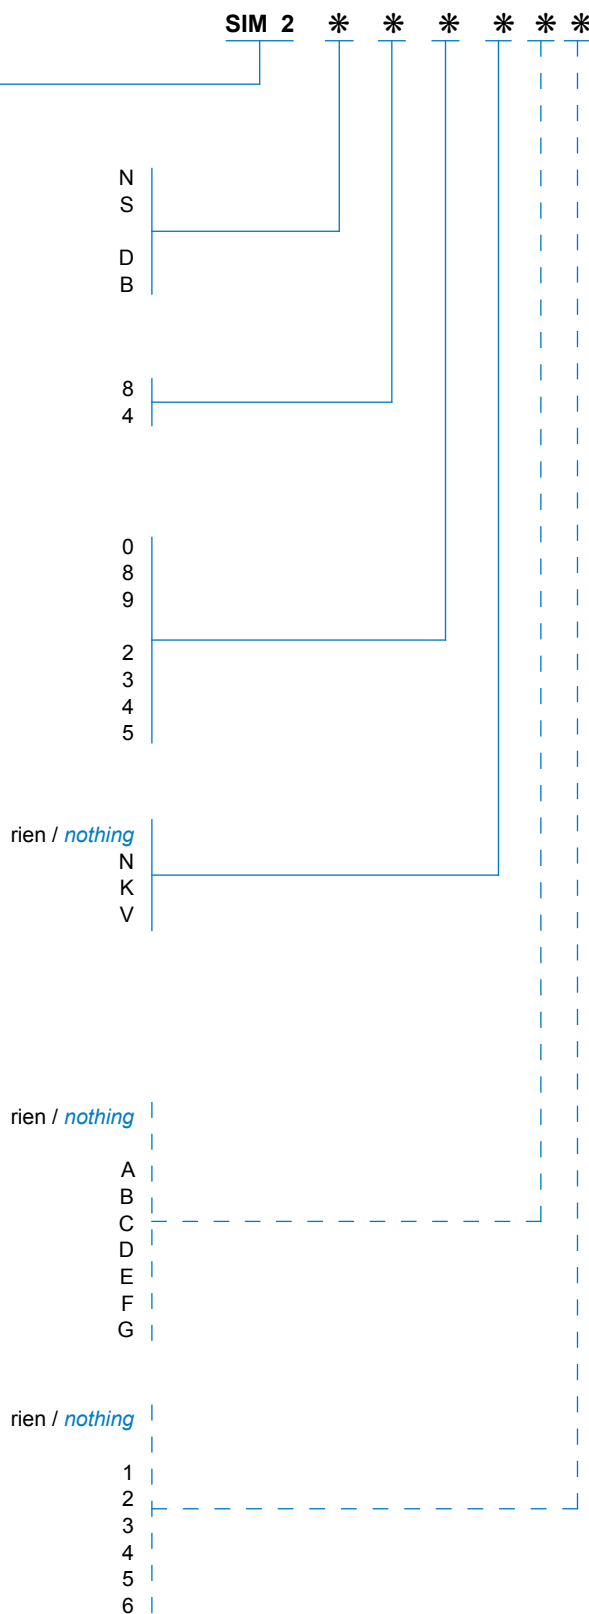 SIM 2 ❋ ❋ ❋ ❋ ❋ ❋
N
S
D
B
8
4
0
8
9
2
3
4
5
rien / nothing
N
K
V
rien / nothing
A
B
C
D
E
F
G
rien / nothing
1
2
3
4
5
6